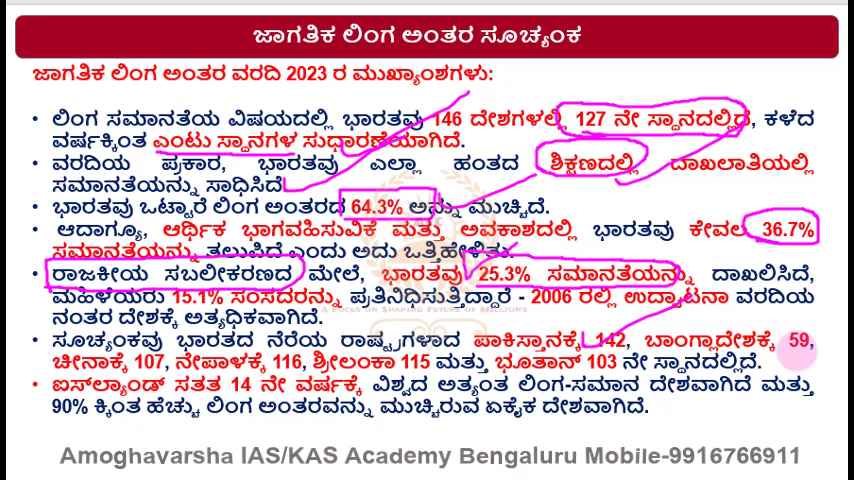 ಜಾಗತಿಕ ಲಿಂಗ ಅಂತರ ಸೂಚ್ಯಂಕ
ಜಾಗತಿಕ ಲಿಂಗ ಅಂತರ ವರದಿ 2023 ರ ಮುಖ್ಯಾಂಶಗಳು:
• ಲಿಂಗ ಸಮಾನತೆಯ ವಿಷಯದಲ್ಲಿ ಭಾರತವು 146 ದೇಶಗಳಲ್ಲಿ 127 ನೇ ಸ್ಥಾನದಲ್ಲಿದೆ, ಕಳೆದ
ವರ್ಷಕ್ಕಿಂತ ಎಂಟು ಸ್ಥಾನಗಳ ಸುಧಾರಣೆಯಾಗಿದೆ.
• ವರದಿಯ ಪ್ರಕಾರ, ಭಾರತವು ಎಲ್ಲಾ ಹಂತದ ಶಿಕ್ಷಣದಲ್ಲಿ ದಾಖಲಾತಿಯಲ್ಲಿ
ಸಮಾನತೆಯನ್ನು ಸಾಧಿಸಿದೆ
• ಭಾರತವು ಒಟ್ಟಾರೆ ಲಿಂಗ ಅಂತರದ 64.3% ಅನ್ನು ಮುಚ್ಚಿದೆ.
• ಆದಾಗ್ಯೂ, ಆರ್ಥಿಕ ಭಾಗವಹಿಸುವಿಕೆ ಮತ್ತು ಅವಕಾಶದಲ್ಲಿ ಭಾರತವು ಕೇವಲ 36.7%
ಸಮಾನತೆಯನ್ನು ತಲುಪಿದೆ ಎಂದು ಅದು ಒತ್ತಿಹೇಳಿತು.
• ರಾಜಕೀಯ ಸಬಲೀಕರಣದ ಮೇಲೆ, ಭಾರತವು 25.3% ಸಮಾನತೆಯನ್ನು ದಾಖಲಿಸಿದೆ,
ಮಹಿಳೆಯರು 15.1% ಸಂಸದರನ್ನು ಪ್ರತಿನಿಧಿಸುತ್ತಿದ್ದಾರೆ - 2006 ರಲ್ಲಿ ಉದ್ಘಾಟನಾ ವರದಿಯ
ನಂತರ ದೇಶಕ್ಕೆ ಅತ್ಯಧಿಕವಾಗಿದೆ.
• ಸೂಚ್ಯಂಕವು ಭಾರತದ ನೆರೆಯ ರಾಷ್ಟ್ರಗಳಾದ ಪಾಕಿಸ್ತಾನಕ್ಕೆ 142, ಬಾಂಗ್ಲಾದೇಶಕ್ಕೆ 59,
ಚೀನಾಕ್ಕೆ 107, ನೇಪಾಳಕ್ಕೆ 116, ಶ್ರೀಲಂಕಾ 115 ಮತ್ತು ಭೂತಾನ್ 103 ನೇ ಸ್ಥಾನದಲ್ಲಿದೆ.
• ಐಸ್‌ಲ್ಯಾಂಡ್ ಸತತ 14 ನೇ ವರ್ಷಕ್ಕೆ ವಿಶ್ವದ ಅತ್ಯಂತ ಲಿಂಗ-ಸಮಾನ ದೇಶವಾಗಿದೆ ಮತ್ತು
90% ಕ್ಕಿಂತ ಹೆಚ್ಚು ಲಿಂಗ ಅಂತರವನ್ನು ಮುಚ್ಚಿರುವ ಏಕೈಕ ದೇಶವಾಗಿದೆ.
Amoghavarsha IAS/KAS Academy Bengaluru Mobile-9916766911